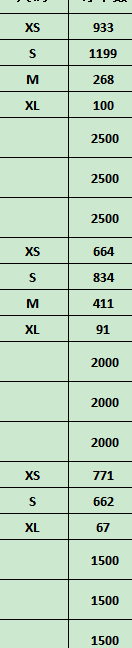 XS 933
S 1199
M 268
XL 100
2500
2500
2500
XS 664
S 834
M 411
XL 91
2000
2000
2000
XS 771
S 662
XL 67
1500
1500
1500